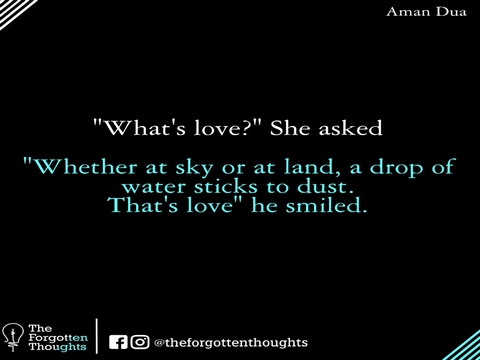 Aman Dua
"What's love?" She asked
"Whether at sky or at land, a drop of
water sticks to dust.
That's love" he smiled.
The
Forgotten
Thoughts
@theforgottenthoughts